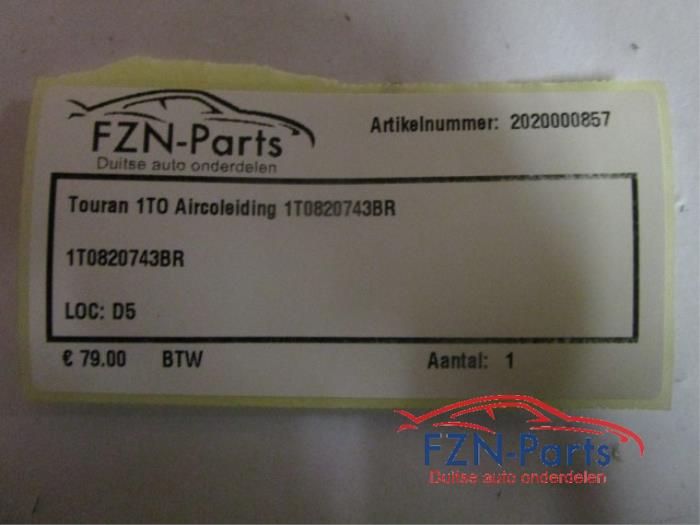 FZN-Parts
Duitse auto onderdelen
Artikelnummer: 2020000857
Touran 1TO Aircoleiding 1T0820743BR
1T0820743BR
LOC: D5
€ 79.00 BTW Aantal: 1
FZN-Parts
Duitse auto onderdelen